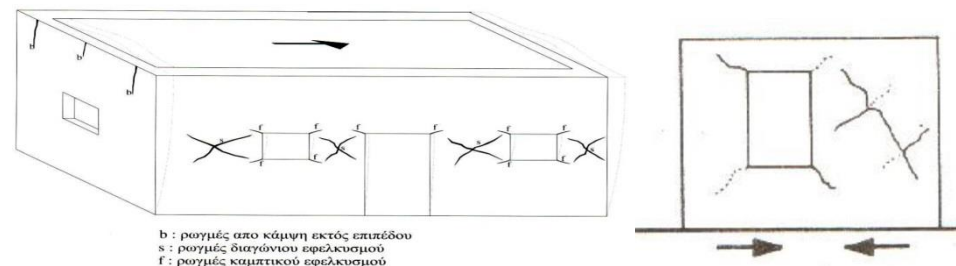 b
b
b
s
f
f
f
f
s
f
f
s
f
f
f
f
s
b : ρωγμές απο κάμψη εκτός επιπέδου
s : ρωγμές διαγώνιου εφελκυσμού
f : ρωγμές καμπτικού εφελκυσμού